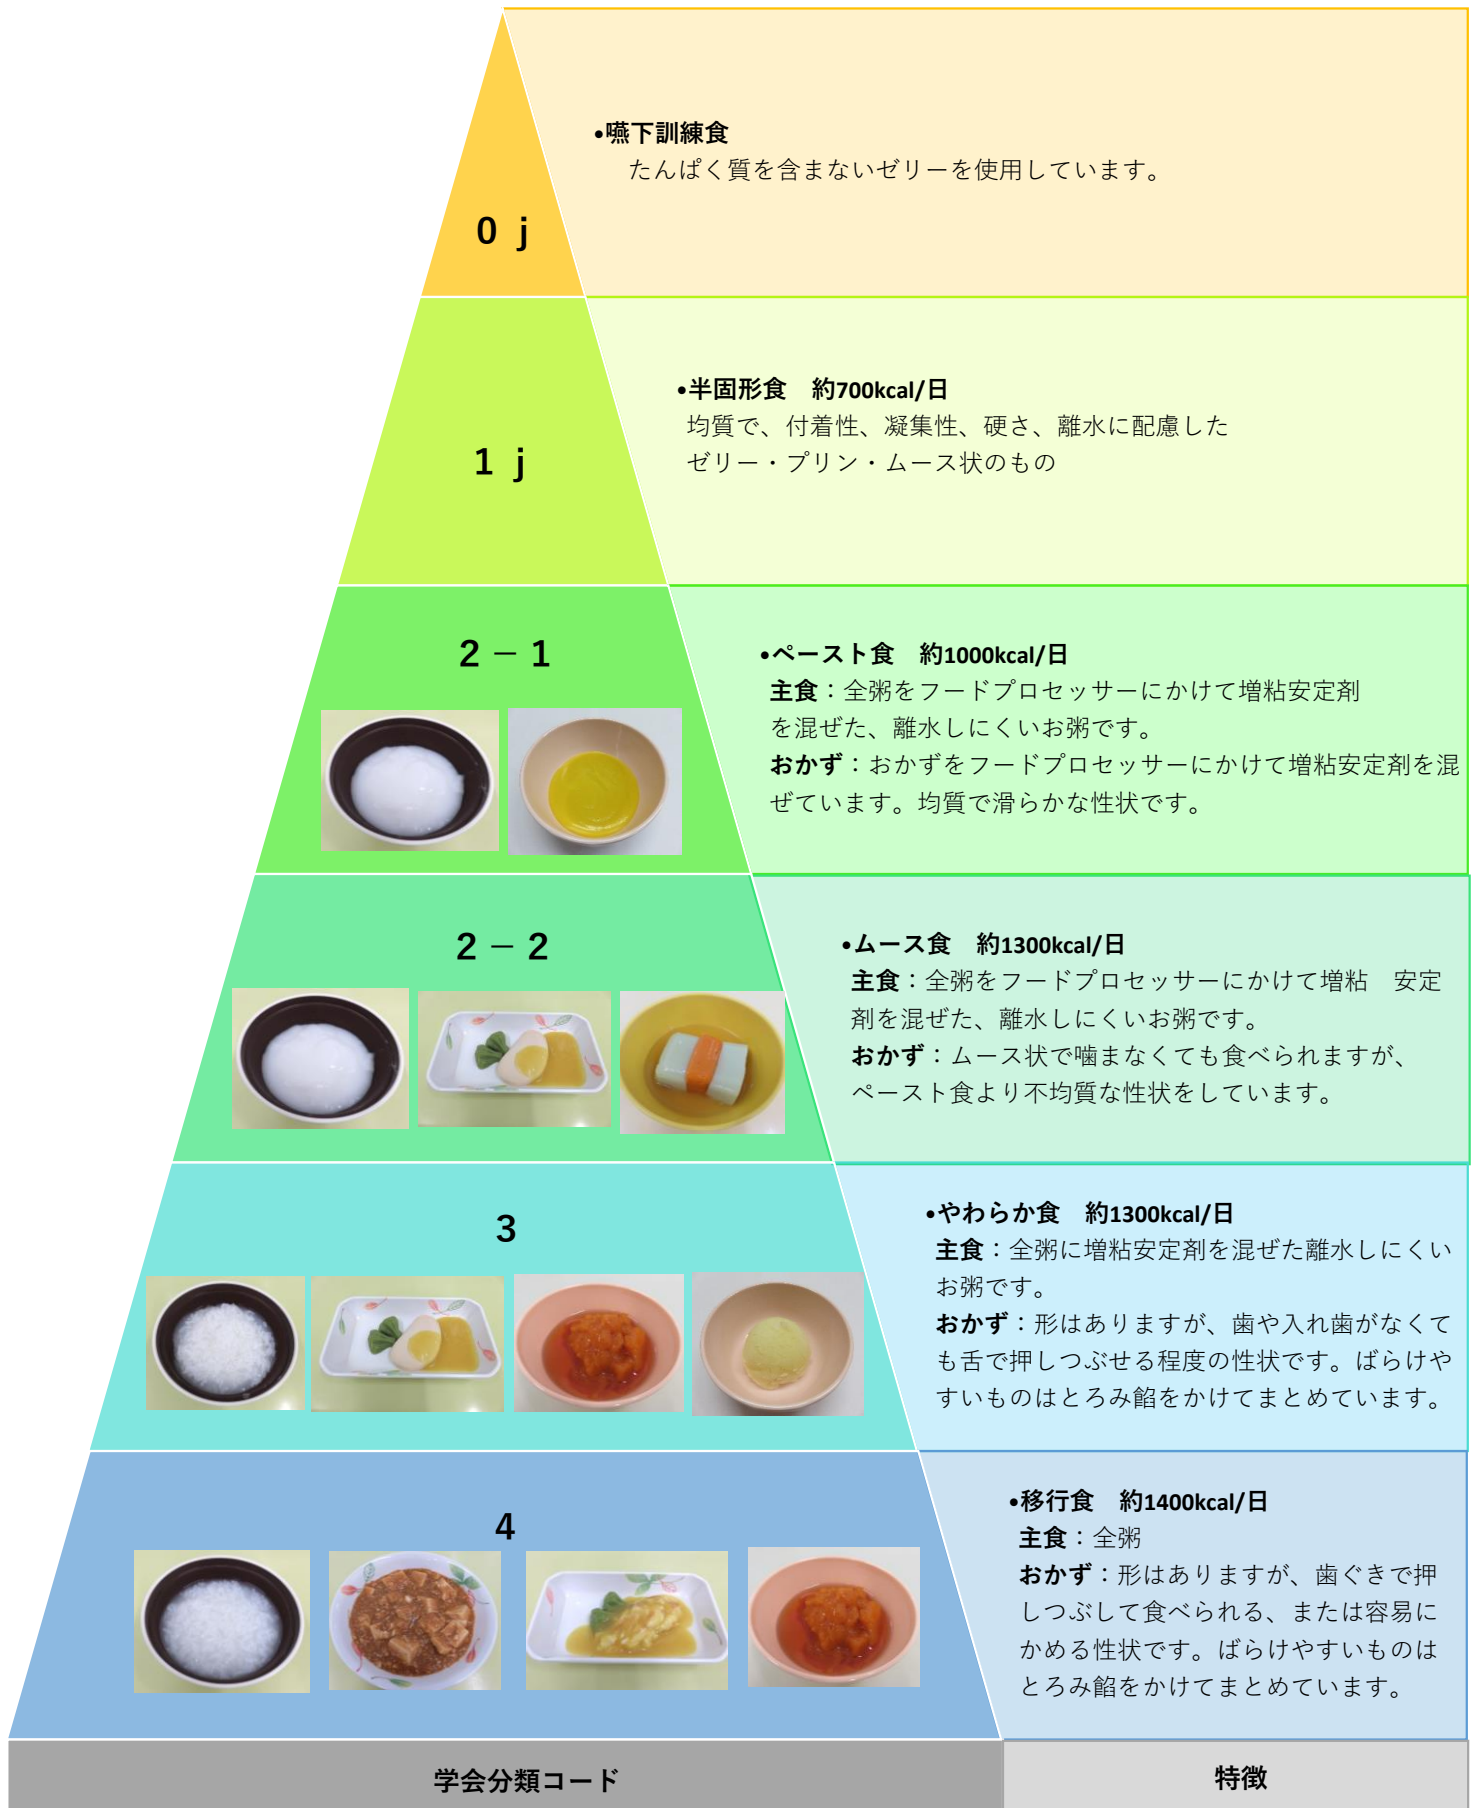 •嚥下訓練食
たんぱく質を含まないゼリーを使用しています。
0 j
•半固形食　約700kcal/日
均質で、付着性、凝集性、硬さ、離水に配慮した
ゼリー・プリン・ムース状のもの
1 j
2－1
•ペースト食　約1000kcal/日
主食：全粥をフードプロセッサーにかけて増粘安定剤
を混ぜた、離水しにくいお粥です。
おかず：おかずをフードプロセッサーにかけて増粘安定剤を混
ぜています。均質で滑らかな性状です。
2－2
•ムース食　約1300kcal/日
主食：全粥をフードプロセッサーにかけて増粘　安定
剤を混ぜた、離水しにくいお粥です。
おかず：ムース状で噛まなくても食べられますが、
ペースト食より不均質な性状をしています。
3
•やわらか食　約1300kcal/日
主食：全粥に増粘安定剤を混ぜた離水しにくい
お粥です。
おかず：形はありますが、歯や入れ歯がなくて
も舌で押しつぶせる程度の性状です。ばらけや
すいものはとろみ餡をかけてまとめています。
4
•移行食　約1400kcal/日
主食：全粥
おかず：形はありますが、歯ぐきで押
しつぶして食べられる、または容易に
かめる性状です。ばらけやすいものは
とろみ餡をかけてまとめています。
学会分類コード
特徴